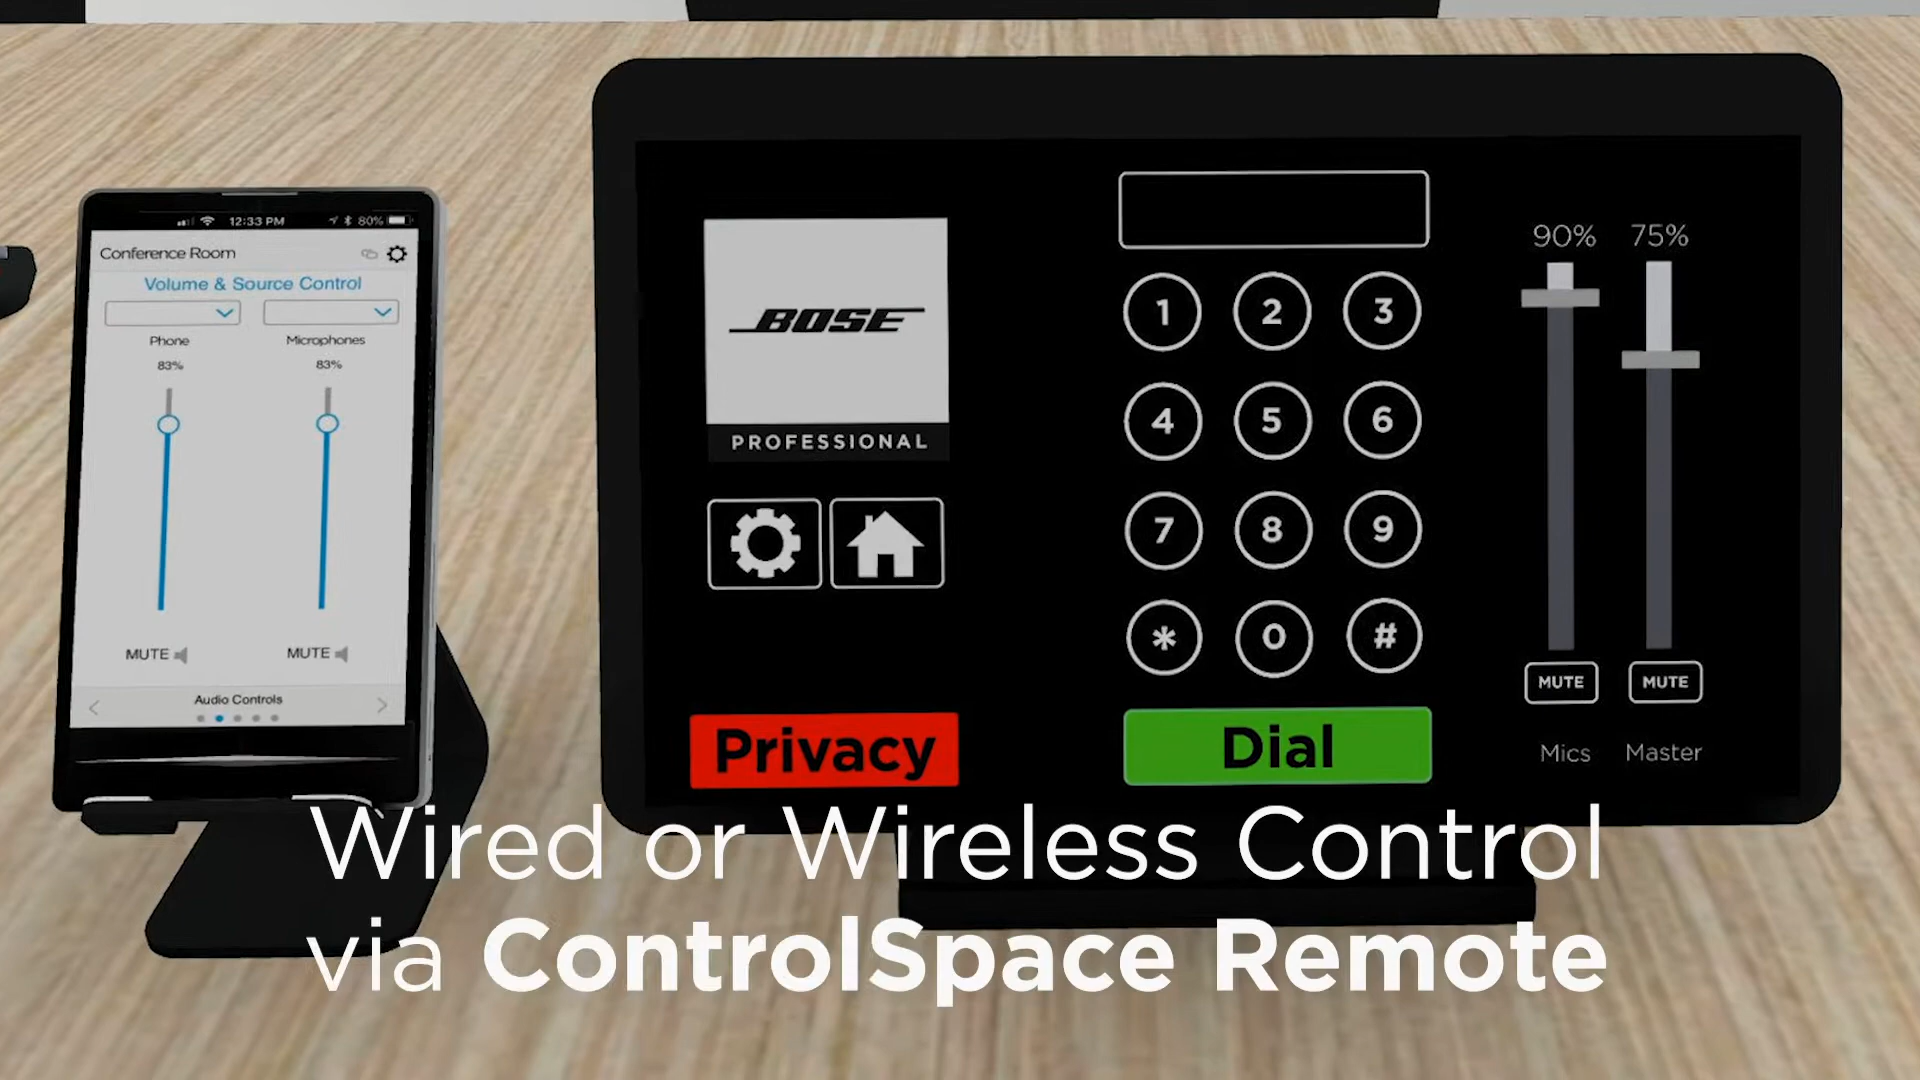 12:33 PM
80%
Conference Room
Volume & Source Control
Phone
Microphones
83%
83%
MUTE
MUTE
Audio Controls
BOSE
PROFESSIONAL
Privacy
1 2 3
4 5 6
7 8 9
* 0 #
Dial
90% 75%
MUTE MUTE
Mics Master
Wired or Wireless Control
via ControlSpace Remote